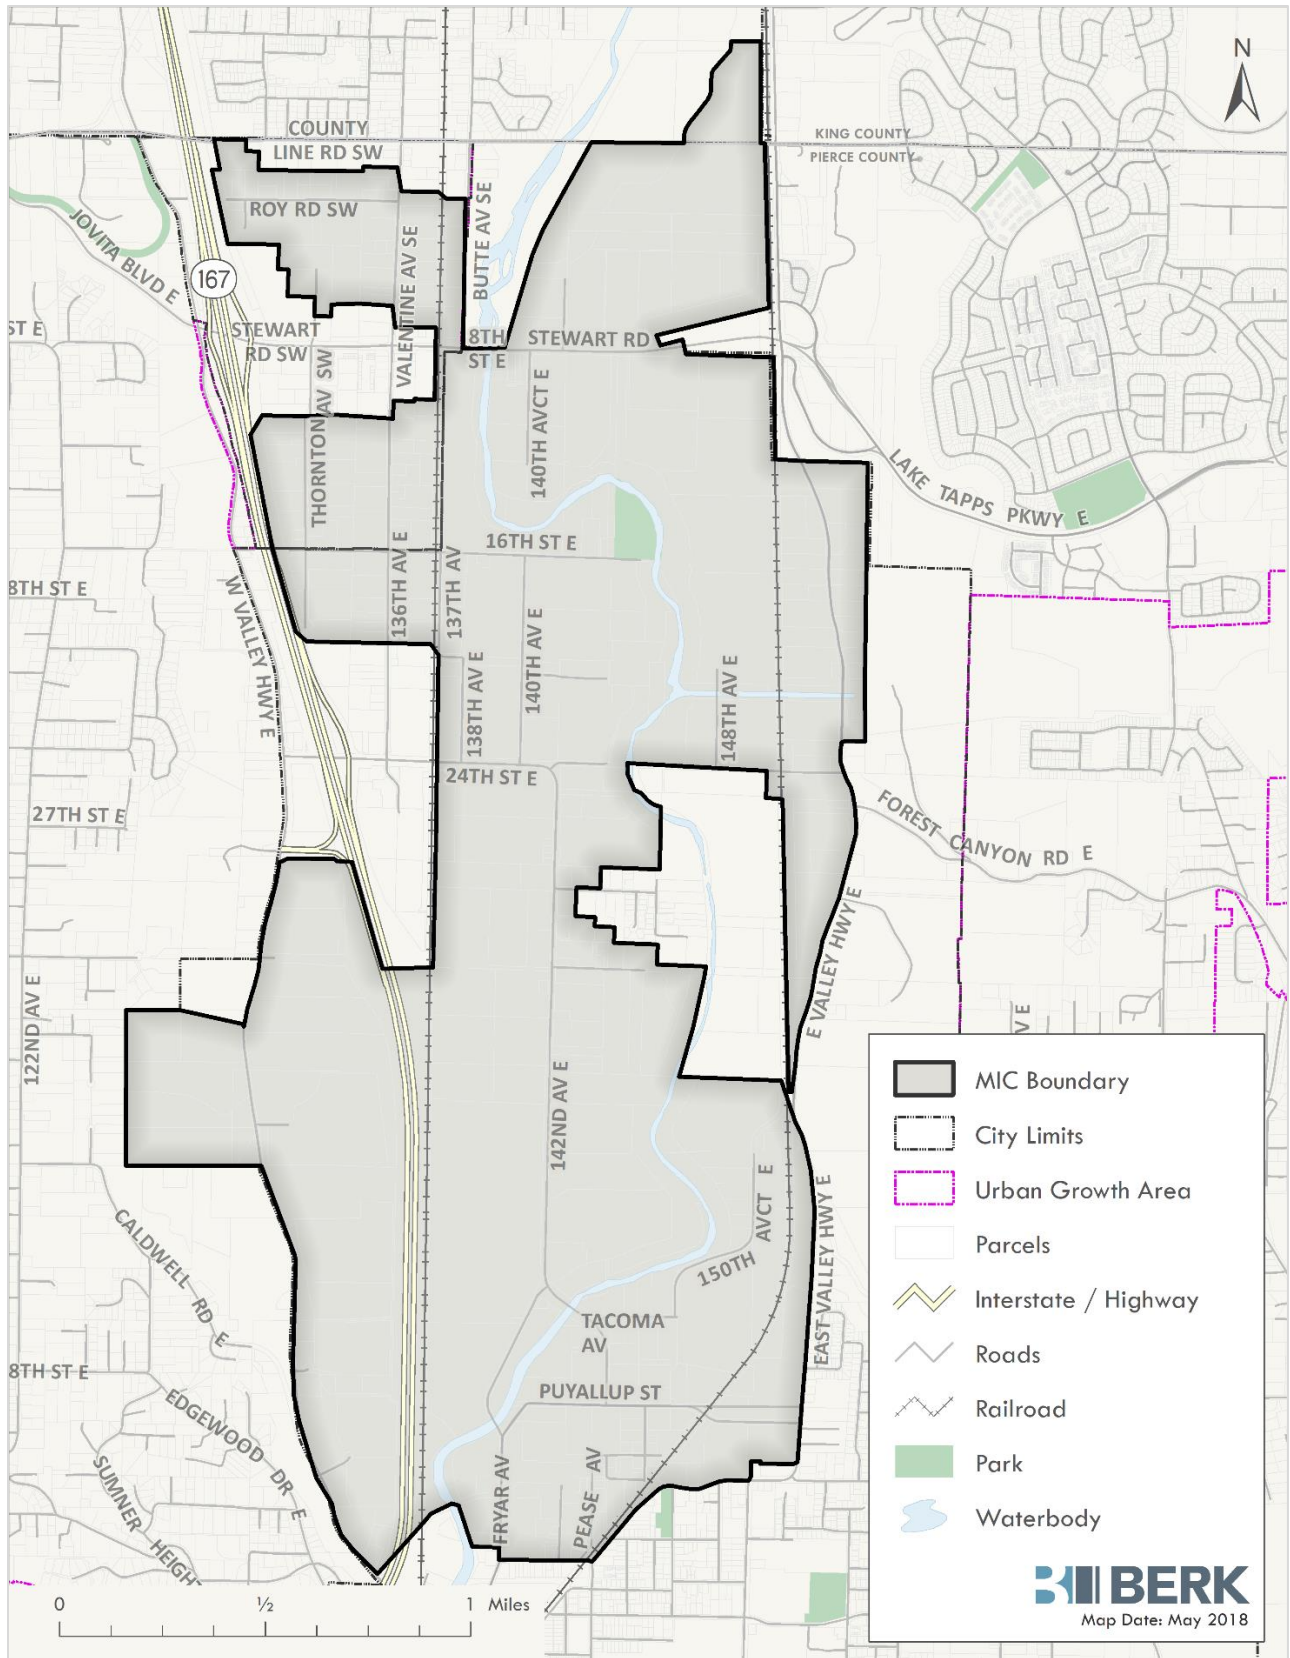 N
COUNTY
LINE RD SW
KING COUNTY
PIERCE COUNTY
ROY RD SW
JOVITA BLVD E
VALENTINE AV SE
BUTTE AV SE
167
ST E
STEWART
RD SW
8TH
ST E
STEWART RD
THORNTON AV SW
140TH AVCT E
LAKE TAPPS PKWY E
16TH ST E
136TH AV E
137TH AV
8TH ST E
W VALLEY HWY E
138TH AV E
140TH AV E
148TH AV E
24TH ST E
27TH ST E
FOREST CANYON RD E
E VALLEY HWY E
122ND AV E
V E
142ND AV E
CALDWELL RD E
150TH AVCT E
EAST VALLEY HWY E
TACOMA
AV
8TH ST E
PUYALLUP ST
EDGEWOOD DR E
SUMNER HEIGHT
FRYAR AV
PEASE AV
MIC Boundary
City Limits
Urban Growth Area
Parcels
Interstate / Highway
Roads
Railroad
Park
Waterbody
BERK
Map Date: May 2018
0 ½ 1 Miles